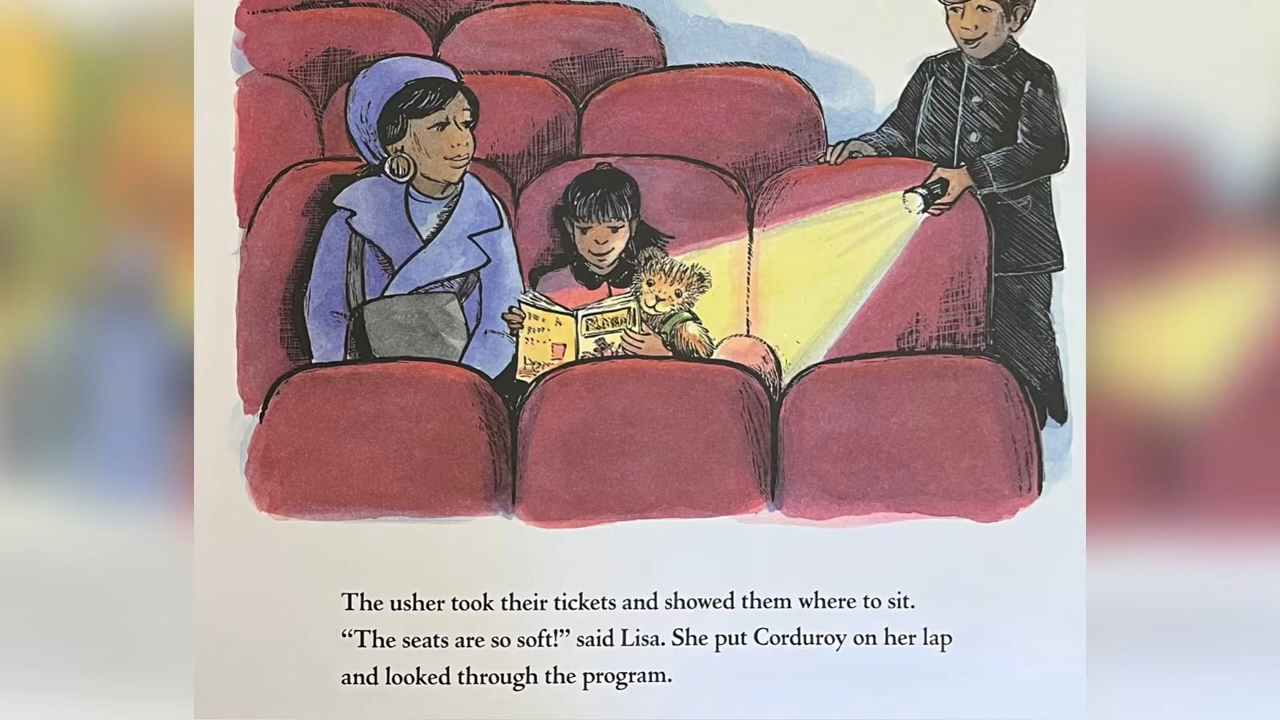 The usher took their tickets and showed them where to sit.
“The seats are so soft!” said Lisa. She put Corduroy on her lap
and looked through the program.